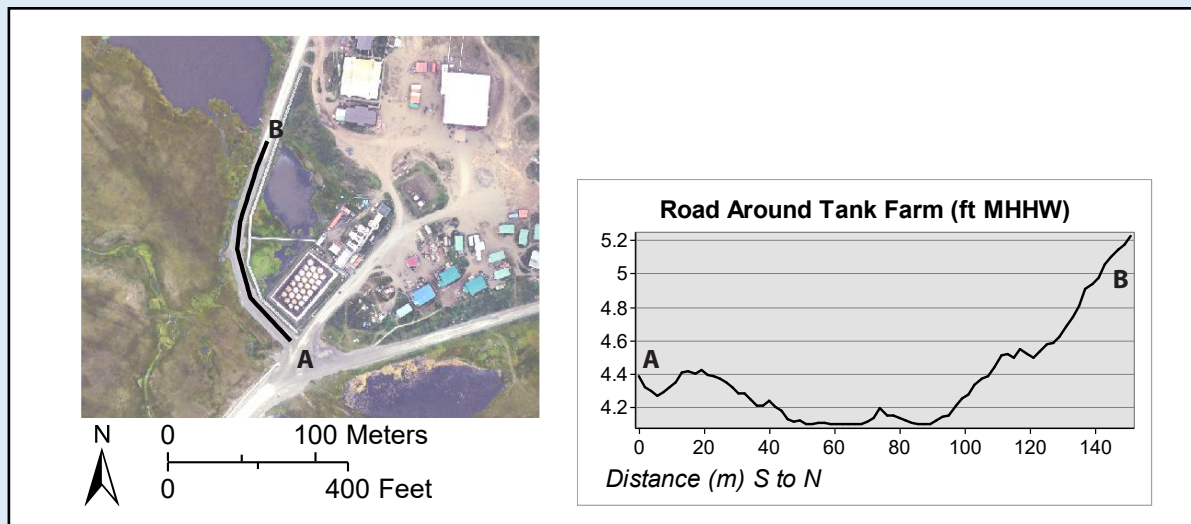 B
A
N
0 100 Meters
0 400 Feet
Road Around Tank Farm (ft MHHW)
5.2
5
4.8
4.6
4.4
4.2
A
B
0 20 40 60 80 100 120 140
Distance (m) S to N